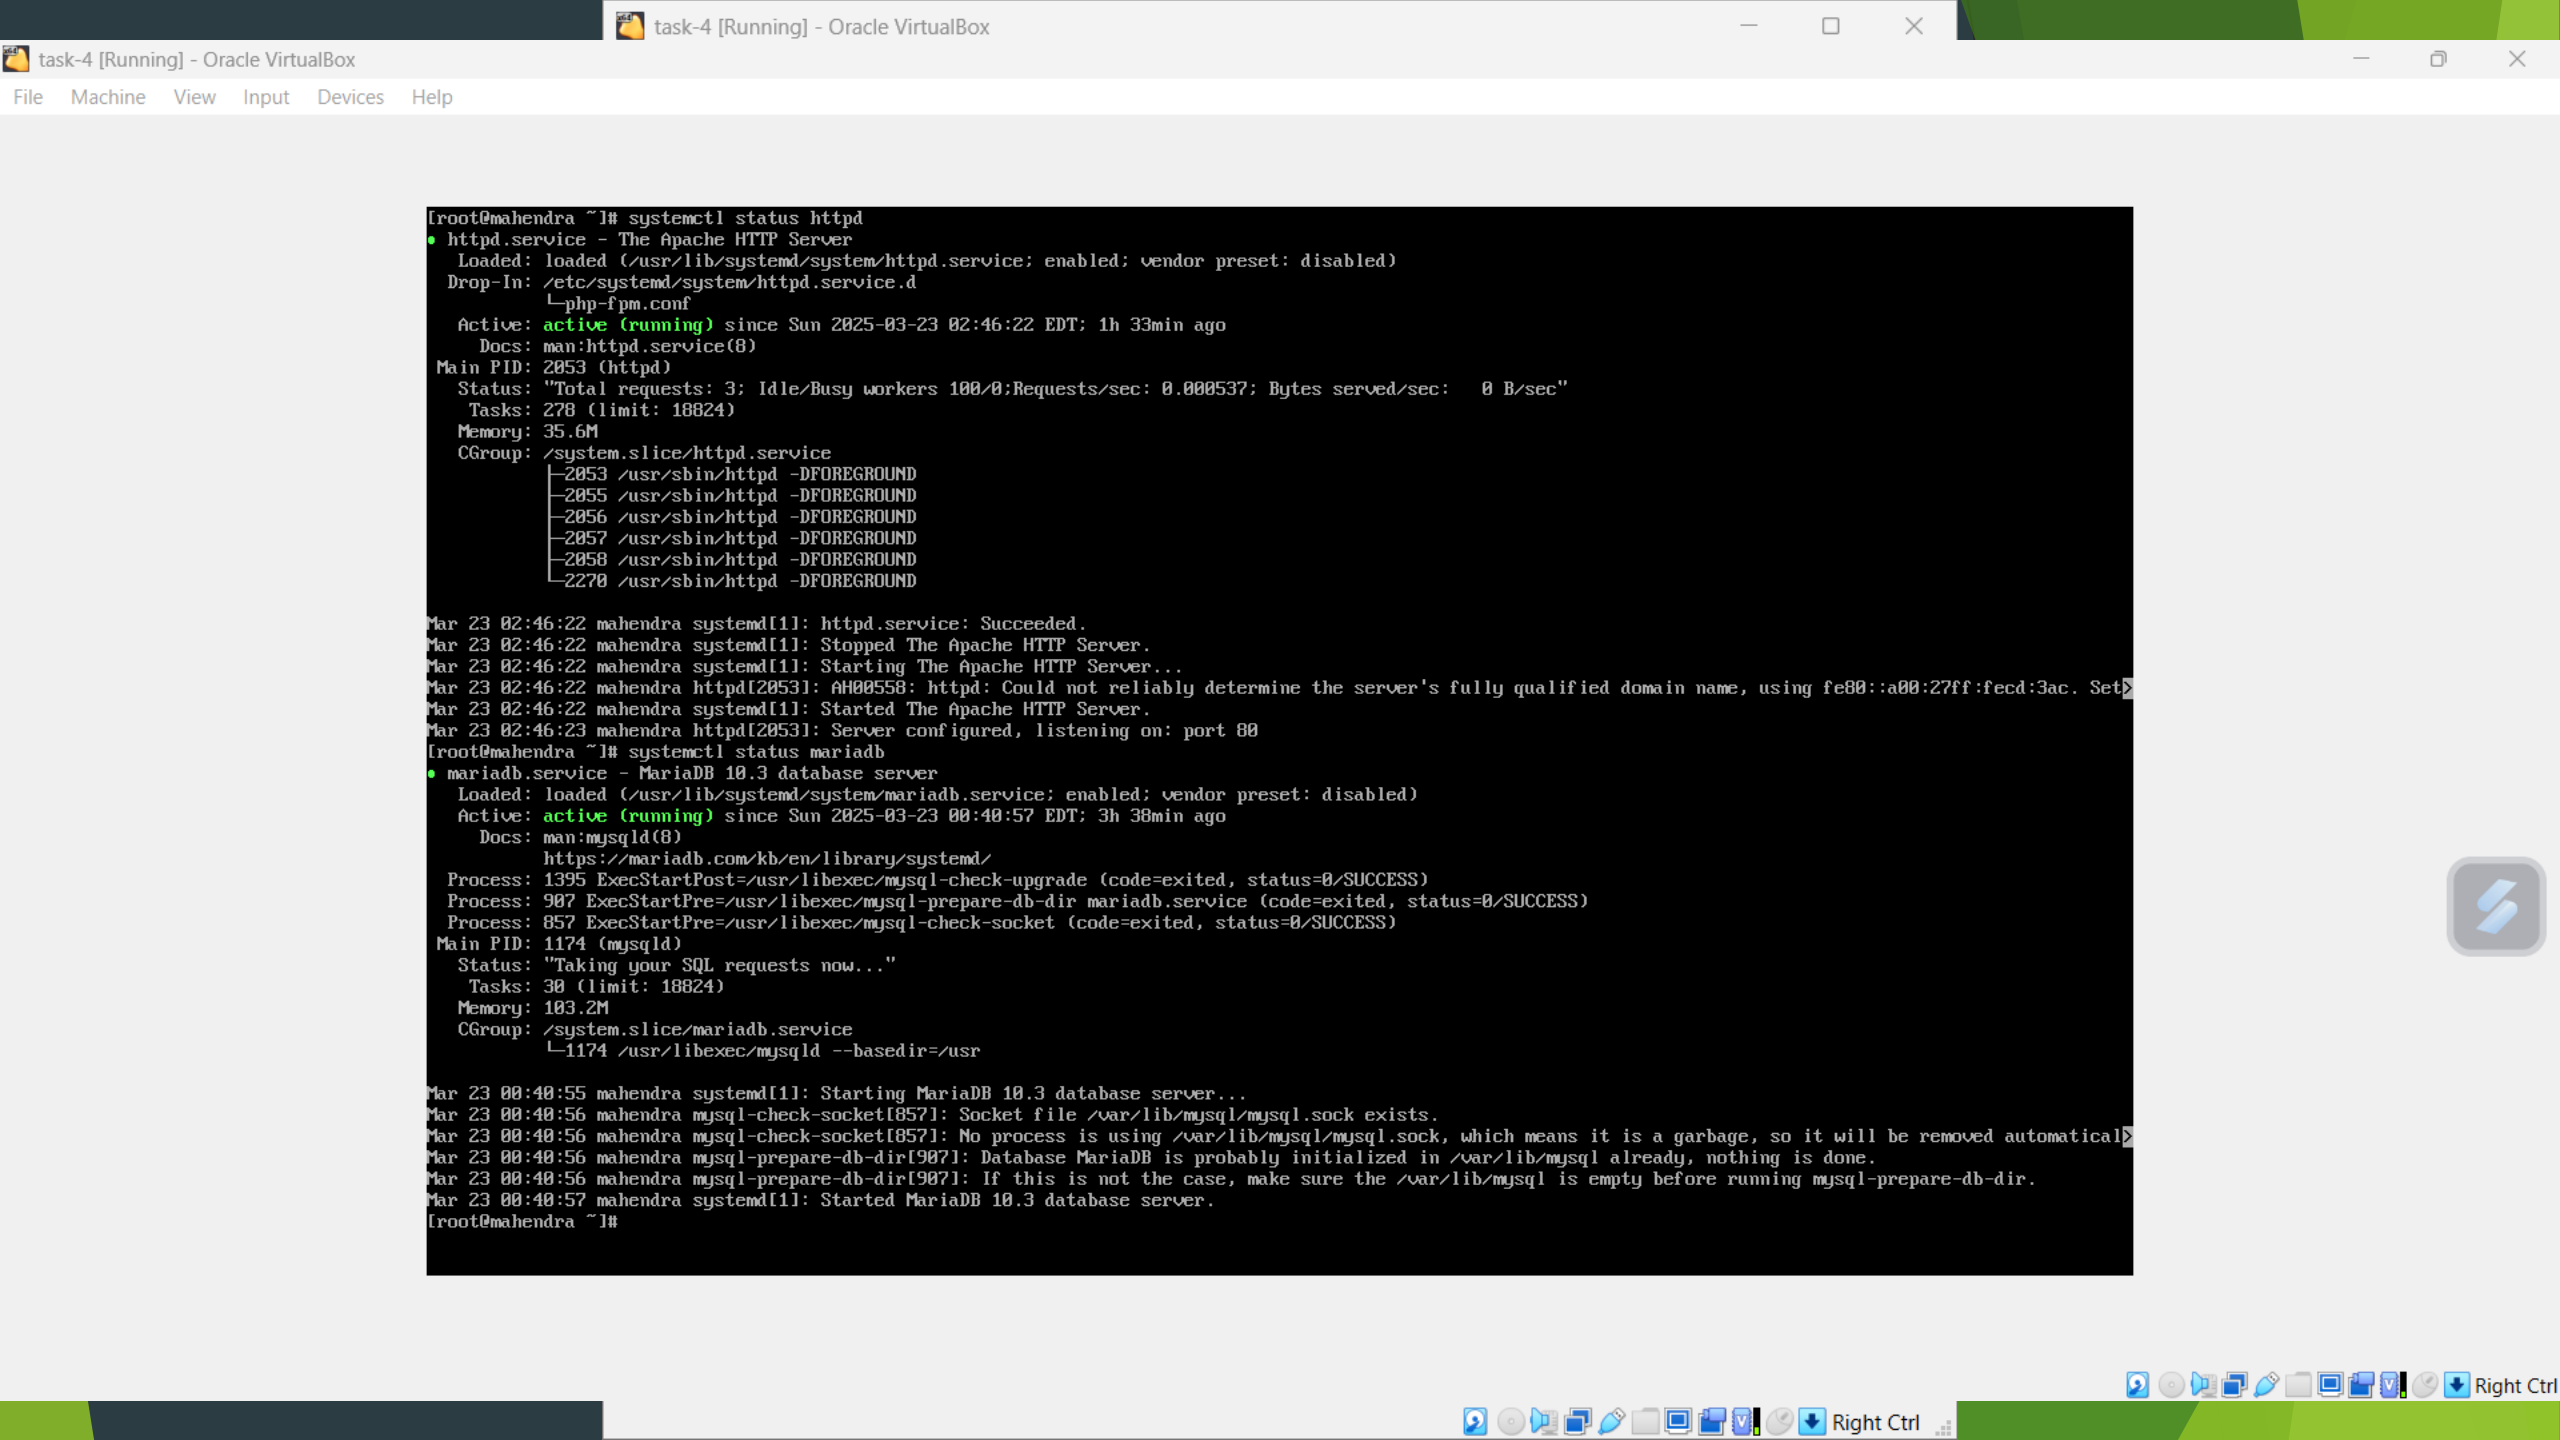 task-4 [Running] - Oracle VirtualBox
task-4 [Running] - Oracle VirtualBox
File Machine View Input Devices Help
[root@mahendra ~]# systemctl status httpd
● httpd.service - The Apache HTTP Server
Loaded: loaded (/usr/lib/systemd/system/httpd.service; enabled; vendor preset: disabled)
Drop-In: /etc/systemd/system/httpd.service.d
└─php-fpm.conf
Active: active (running) since Sun 2025-03-23 02:46:22 EDT; 1h 33min ago
Docs: man:httpd.service(8)
Main PID: 2053 (httpd)
Status: "Total requests: 3; Idle/Busy workers 100/0;Requests/sec: 0.000537; Bytes served/sec:   0 B/sec"
Tasks: 278 (limit: 18824)
Memory: 35.6M
CGroup: /system.slice/httpd.service
├─2053 /usr/sbin/httpd -DFOREGROUND
├─2055 /usr/sbin/httpd -DFOREGROUND
├─2056 /usr/sbin/httpd -DFOREGROUND
├─2057 /usr/sbin/httpd -DFOREGROUND
├─2058 /usr/sbin/httpd -DFOREGROUND
└─2270 /usr/sbin/httpd -DFOREGROUND
Mar 23 02:46:22 mahendra systemd[1]: httpd.service: Succeeded.
Mar 23 02:46:22 mahendra systemd[1]: Stopped The Apache HTTP Server.
Mar 23 02:46:22 mahendra systemd[1]: Starting The Apache HTTP Server...
Mar 23 02:46:22 mahendra httpd[2053]: AH00558: httpd: Could not reliably determine the server's fully qualified domain name, using fe80::a00:27ff:fecd:3ac. Set>
Mar 23 02:46:22 mahendra systemd[1]: Started The Apache HTTP Server.
Mar 23 02:46:23 mahendra httpd[2053]: Server configured, listening on: port 80
[root@mahendra ~]# systemctl status mariadb
● mariadb.service - MariaDB 10.3 database server
Loaded: loaded (/usr/lib/systemd/system/mariadb.service; enabled; vendor preset: disabled)
Active: active (running) since Sun 2025-03-23 00:40:57 EDT; 3h 38min ago
Docs: man:mysqld(8)
https://mariadb.com/kb/en/library/systemd/
Process: 1395 ExecStartPost=/usr/libexec/mysql-check-upgrade (code=exited, status=0/SUCCESS)
Process: 907 ExecStartPre=/usr/libexec/mysql-prepare-db-dir mariadb.service (code=exited, status=0/SUCCESS)
Process: 857 ExecStartPre=/usr/libexec/mysql-check-socket (code=exited, status=0/SUCCESS)
Main PID: 1174 (mysqld)
Status: "Taking your SQL requests now..."
Tasks: 30 (limit: 18824)
Memory: 103.2M
CGroup: /system.slice/mariadb.service
└─1174 /usr/libexec/mysqld --basedir=/usr
Mar 23 00:40:55 mahendra systemd[1]: Starting MariaDB 10.3 database server...
Mar 23 00:40:56 mahendra mysql-check-socket[857]: Socket file /var/lib/mysql/mysql.sock exists.
Mar 23 00:40:56 mahendra mysql-check-socket[857]: No process is using /var/lib/mysql/mysql.sock, which means it is a garbage, so it will be removed automatical>
Mar 23 00:40:56 mahendra mysql-prepare-db-dir[907]: Database MariaDB is probably initialized in /var/lib/mysql already, nothing is done.
Mar 23 00:40:56 mahendra mysql-prepare-db-dir[907]: If this is not the case, make sure the /var/lib/mysql is empty before running mysql-prepare-db-dir.
Mar 23 00:40:57 mahendra systemd[1]: Started MariaDB 10.3 database server.
[root@mahendra ~]#
Right Ctrl
Right Ctrl